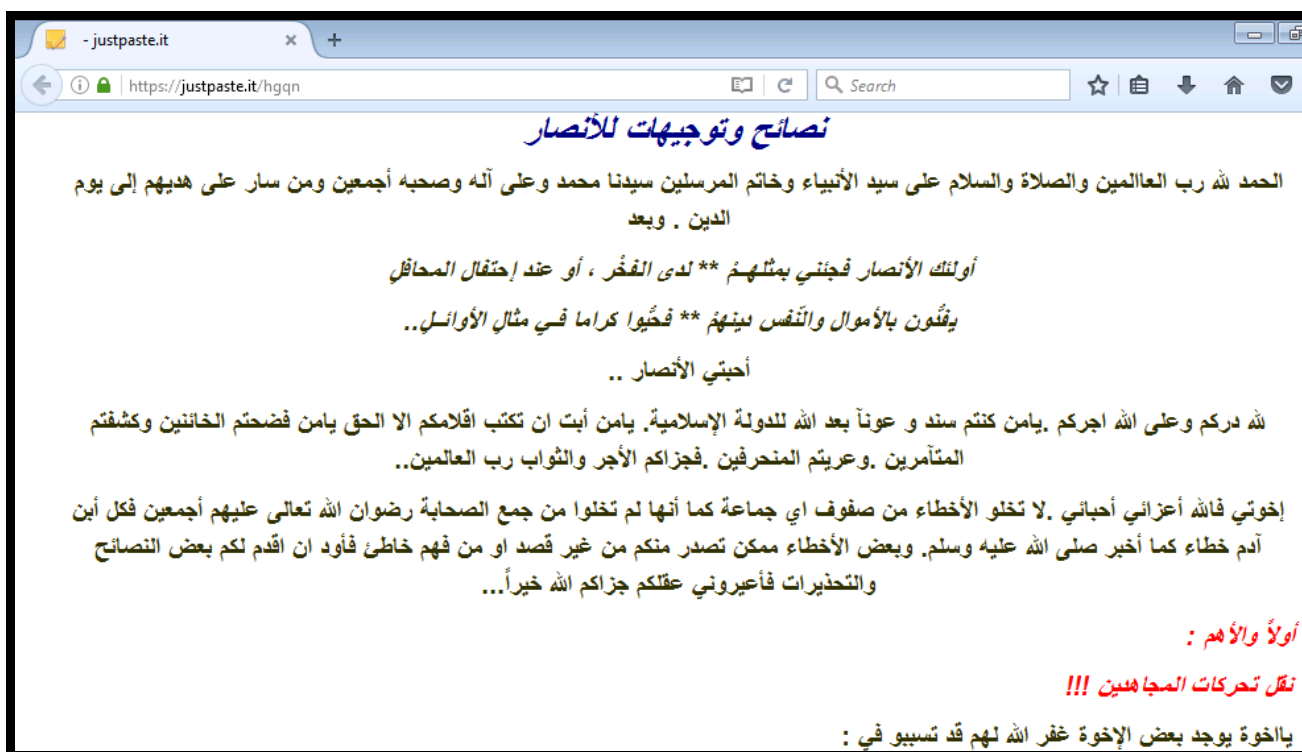 - justpaste.it
https://justpaste.it/hgqn
Search
نصائح وتوجيهات للأنصار
الحمد لله رب العاالمين والصلاة والسلام على سيد الأنبياء وخاتم المرسلين سيدنا محمد وعلى آله وصحبه أجمعين ومن سار على هديهم إلى يوم
الدين . وبعد
أولئك الأنصار فجئني بمثلهـمْ ** لدى الفخْر ، أو عند إحتفال المحافلِ
يفدُّون بالأموال والنّفس دينهمْ ** فحُيّوا كراما فـي مثالِ الأوائـلِ..
أحبتي الأنصار ..
لله دركم وعلى الله اجركم .يامن كنتم سند و عوناً بعد الله للدولة الإسلامية. يامن أبت ان تكتب اقلامكم الا الحق يامن فضحتم الخائنين وكشفتم
المتآمرين .وعريتم المنحرفين .فجزاكم الأجر والثواب رب العالمين..
إخوتي فالله أعزائي أحبائي .لا تخلو الأخطاء من صفوف اي جماعة كما أنها لم تخلوا من جمع الصحابة رضوان الله تعالى عليهم أجمعين فكل أبن
آدم خطاء كما أخبر صلى الله عليه وسلم. وبعض الأخطاء ممكن تصدر منكم من غير قصد او من فهم خاطئ فأود ان اقدم لكم بعض النصائح
والتحذيرات فأعيروني عقلكم جزاكم الله خيراً...
أولاً والأهم :
نقل تحركات المجاهدين !!!
يااخوة يوجد بعض الإخوة غفر الله لهم قد تسببو في :